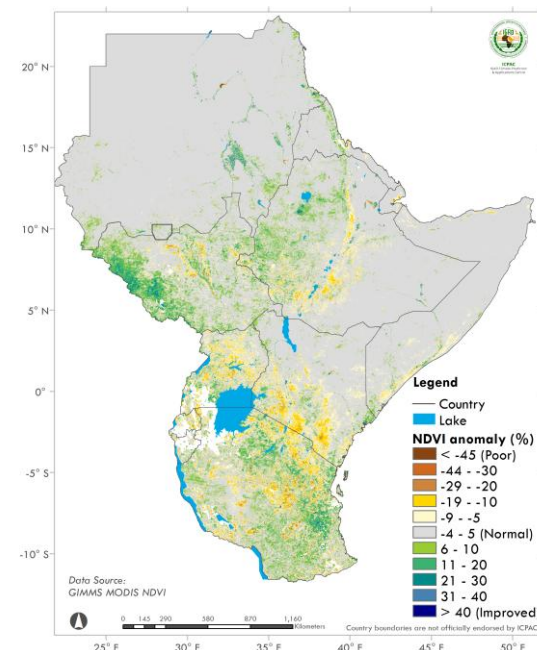 20° N
15° N
10° N
5° N
0°
-5° S
-10° S
ICPAC
Legend
Country
Lake
NDVI anomaly (%)
< -45 (Poor)
-44 - -30
-29 - -20
-19 - -10
-9 - -5
-4 - 5 (Normal)
6 - 10
11 - 20
21 - 30
31 - 40
> 40 (Improved
Data Source:
GIMMS MODIS NDVI
0 145 290 580 870 1,160
Kilometers
Country boundaries are not officially endorsed by ICPAC
25° E 30° E 35° E 40° E 45° E 50° E